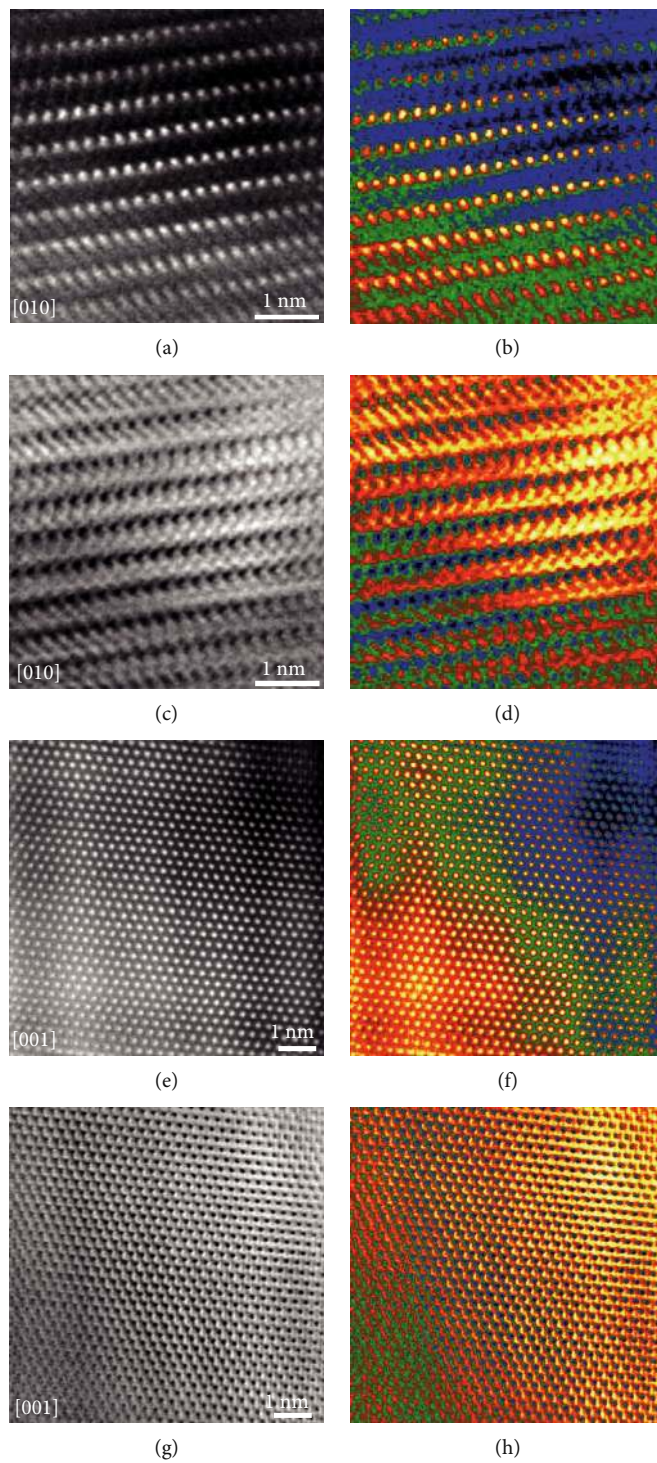 [010]
1 nm
(a)
(b)
[010]
1 nm
(c)
(d)
[001]
1 nm
(e)
(f)
[001]
1 nm
(g)
(h)